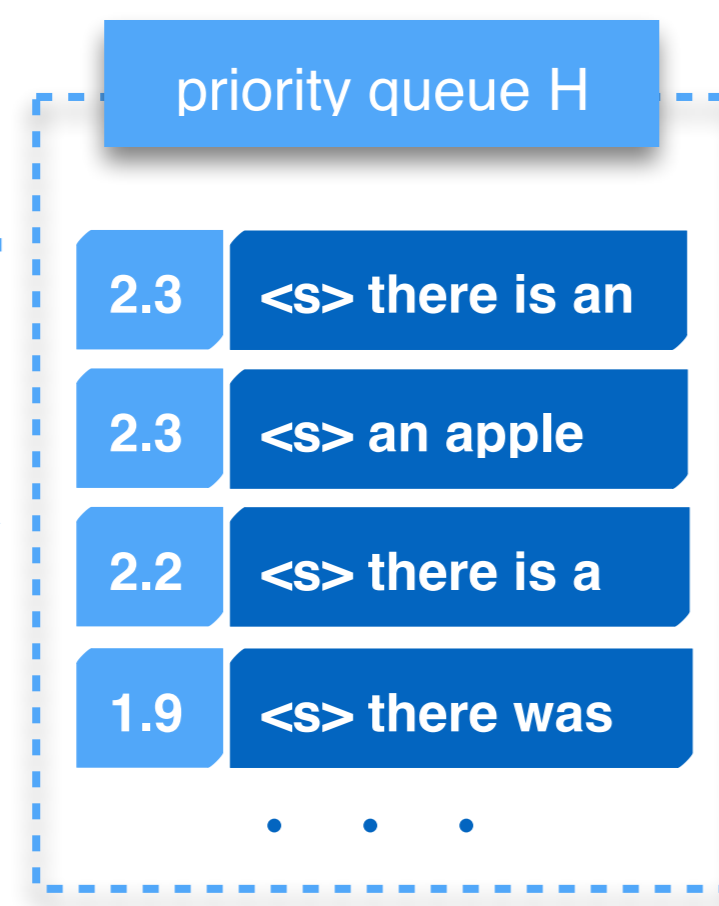 priority queue H
2.3 <s> there is an
2.3 <s> an apple
2.2 <s> there is a
1.9 <s> there was
. . .